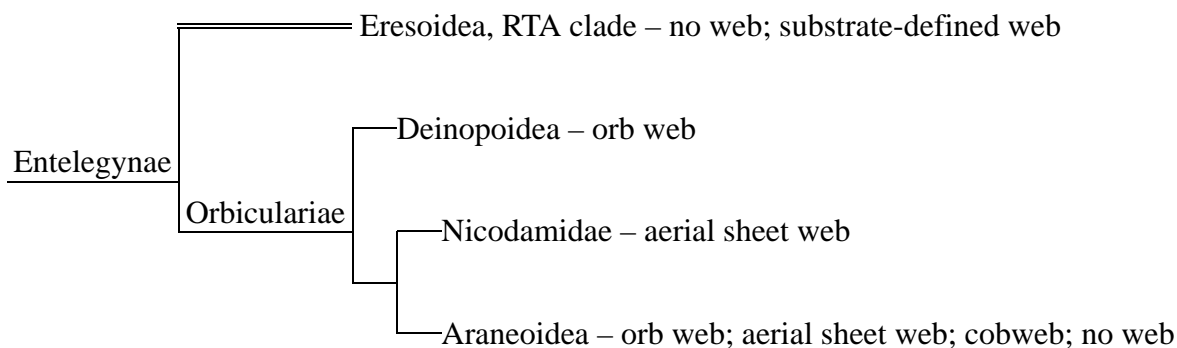 Eresoidea, RTA clade – no web; substrate-defined web
Deinopoidea – orb web
Entelegynae
Orbiculariae
Nicodamidae – aerial sheet web
Araneoidea – orb web; aerial sheet web; cobweb; no web